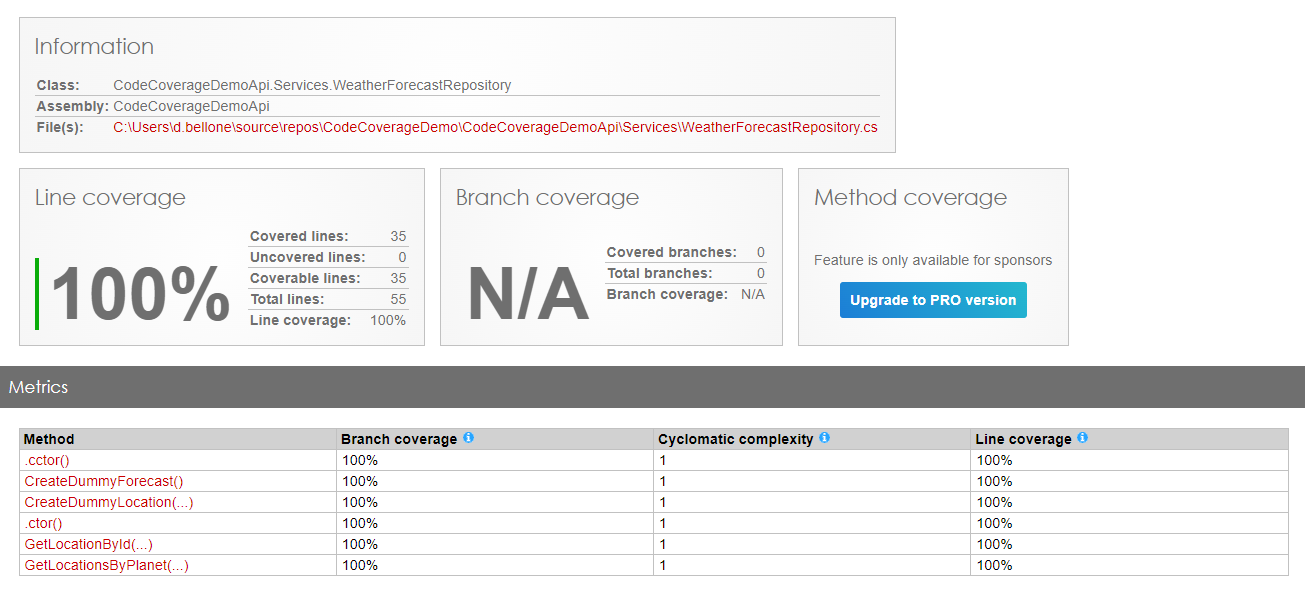 Information
Class: CodeCoverageDemoApi.Services.WeatherForecastRepository
Assembly: CodeCoverageDemoApi
File(s): C:\Users\d.bellone\source\repos\CodeCoverageDemo\CodeCoverageDemoApi\Services\WeatherForecastRepository.cs
Line coverage
100%
Covered lines: 35
Uncovered lines: 0
Coverable lines: 35
Total lines: 55
Line coverage: 100%
Branch coverage
N/A
Covered branches: 0
Total branches: 0
Branch coverage: N/A
Method coverage
Feature is only available for sponsors
Upgrade to PRO version
Metrics
Method Branch coverage Cyclomatic complexity Line coverage
.cctor() 100% 1 100%
CreateDummyForecast() 100% 1 100%
CreateDummyLocation(...) 100% 1 100%
.ctor() 100% 1 100%
GetLocationById(...) 100% 1 100%
GetLocationsByPlanet(...) 100% 1 100%